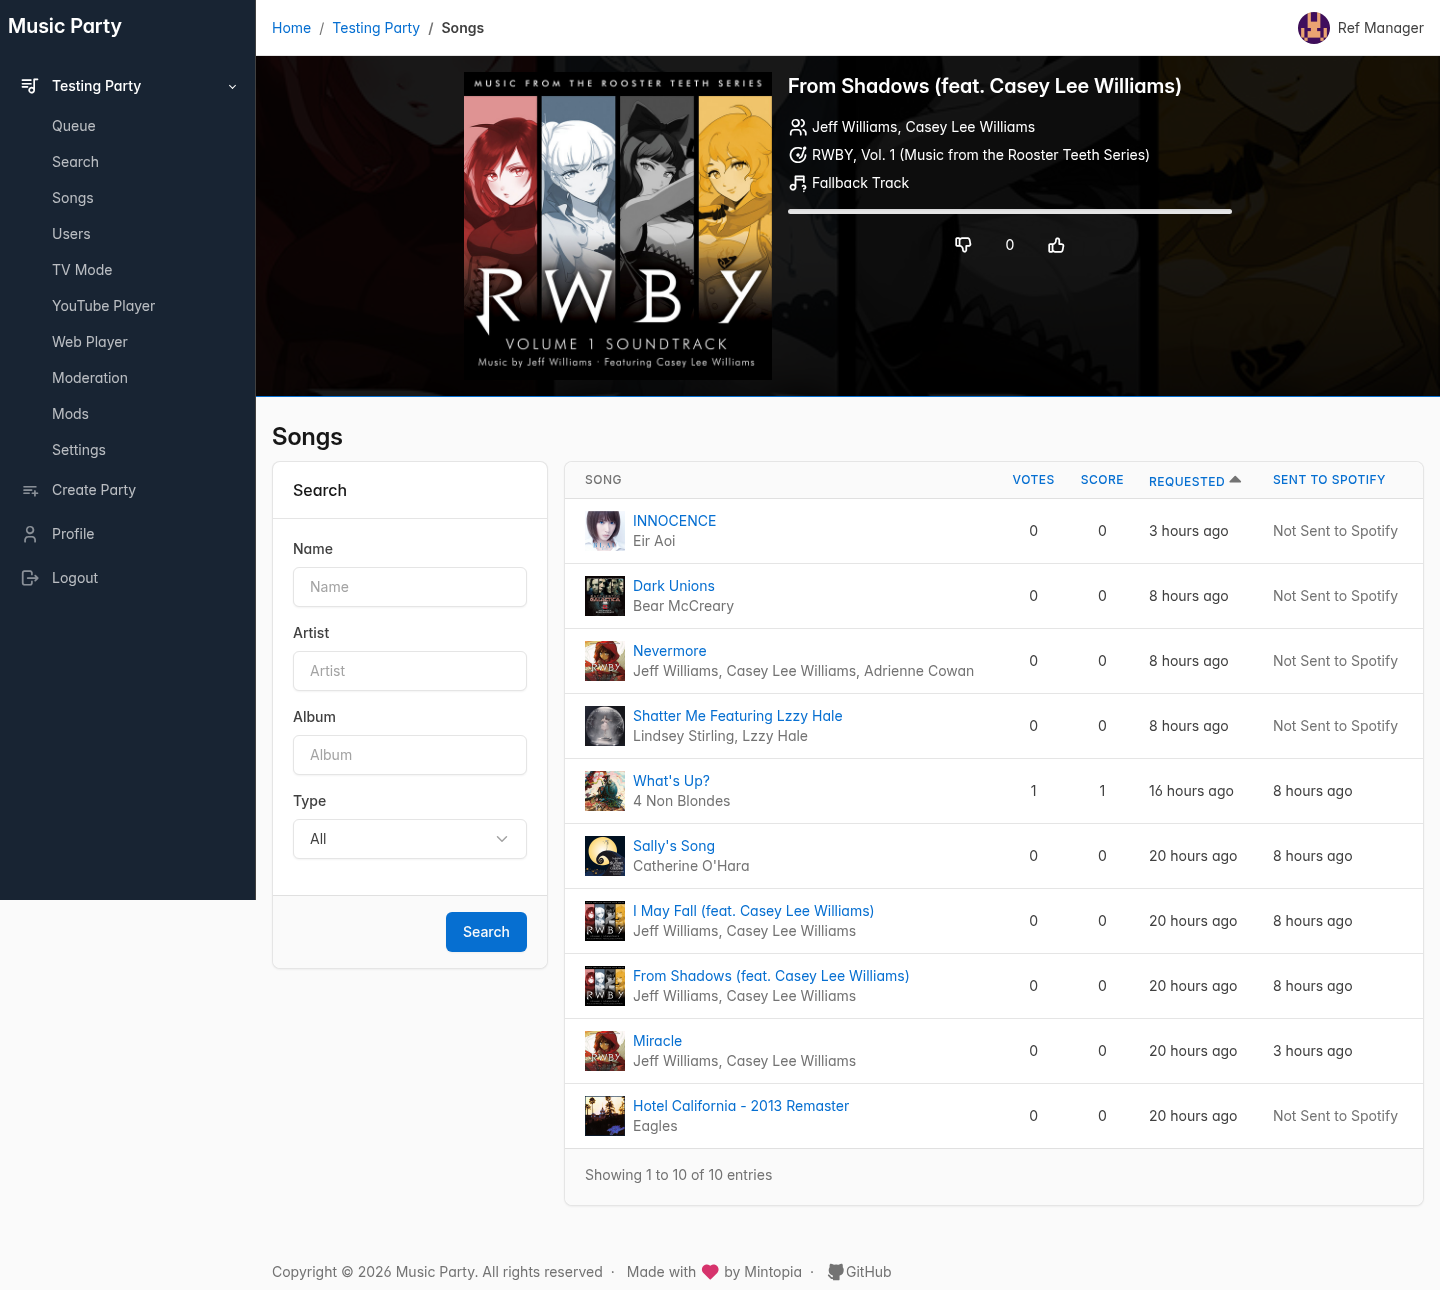 Music Party
Testing Party
Queue
Search
Songs
Users
TV Mode
YouTube Player
Web Player
Moderation
Mods
Settings
Create Party
Profile
Logout
Home / Testing Party / Songs
Ref Manager
MUSIC FROM THE ROOSTER TEETH SERIES
RWBY
VOLUME 1 SOUNDTRACK
Music by Jeff Williams · Featuring Casey Lee Williams
From Shadows (feat. Casey Lee Williams)
Jeff Williams, Casey Lee Williams
RWBY, Vol. 1 (Music from the Rooster Teeth Series)
Fallback Track
0
Songs
Search
Name
Name
Artist
Artist
Album
Album
Type
All
Search
SONG VOTES SCORE REQUESTED SENT TO SPOTIFY
INNOCENCE
Eir Aoi
0 0 3 hours ago Not Sent to Spotify
Dark Unions
Bear McCreary
0 0 8 hours ago Not Sent to Spotify
Nevermore
Jeff Williams, Casey Lee Williams, Adrienne Cowan
0 0 8 hours ago Not Sent to Spotify
Shatter Me Featuring Lzzy Hale
Lindsey Stirling, Lzzy Hale
0 0 8 hours ago Not Sent to Spotify
What's Up?
4 Non Blondes
1 1 16 hours ago 8 hours ago
Sally's Song
Catherine O'Hara
0 0 20 hours ago 8 hours ago
RWBY
I May Fall (feat. Casey Lee Williams)
Jeff Williams, Casey Lee Williams
0 0 20 hours ago 8 hours ago
RWBY
From Shadows (feat. Casey Lee Williams)
Jeff Williams, Casey Lee Williams
0 0 20 hours ago 8 hours ago
RWBY
Miracle
Jeff Williams, Casey Lee Williams
0 0 20 hours ago 3 hours ago
Hotel California - 2013 Remaster
Eagles
0 0 20 hours ago Not Sent to Spotify
Showing 1 to 10 of 10 entries
Copyright © 2026 Music Party. All rights reserved · Made with by Mintopia · GitHub